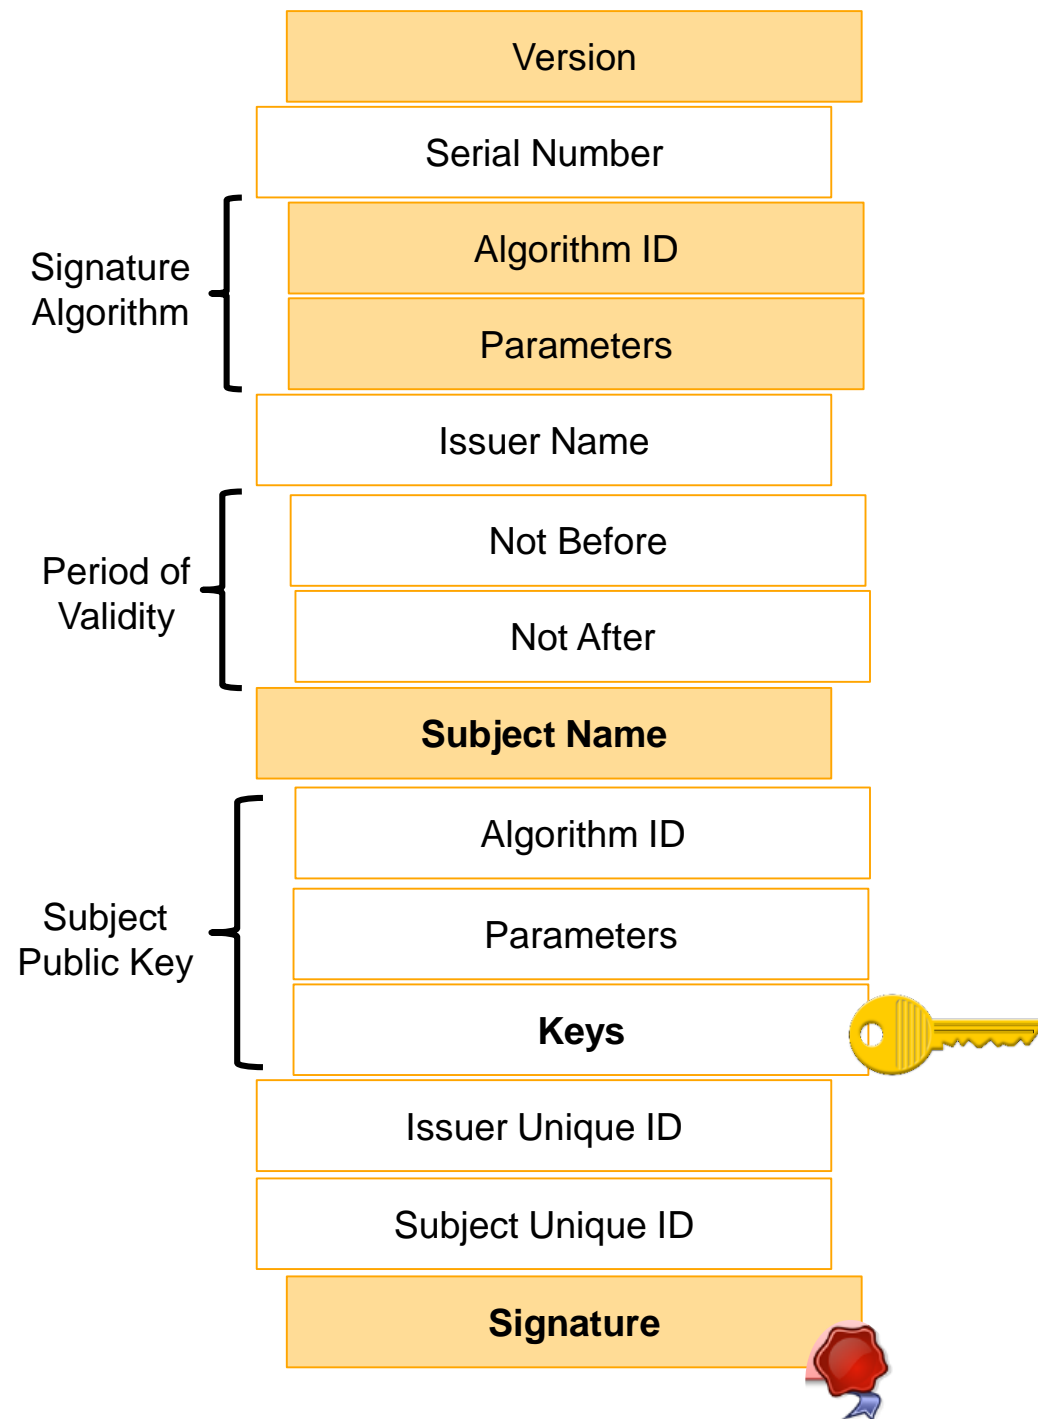 Version
Serial Number
Signature
Algorithm
Algorithm ID
Parameters
Issuer Name
Period of
Validity
Not Before
Not After
Subject Name
Subject
Public Key
Algorithm ID
Parameters
Keys
Issuer Unique ID
Subject Unique ID
Signature